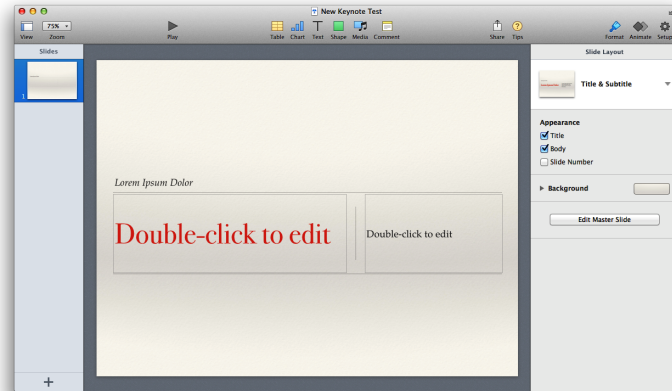 New Keynote Test
75%
View Zoom Play Table Chart Text Shape Media Comment Share Tips Format Animate Setup
Slides
Slide Layout
1
Title & Subtitle
Appearance
Title
Body
Slide Number
Background
Edit Master Slide
Lorem Ipsum Dolor
Double-click to edit
Double-click to edit